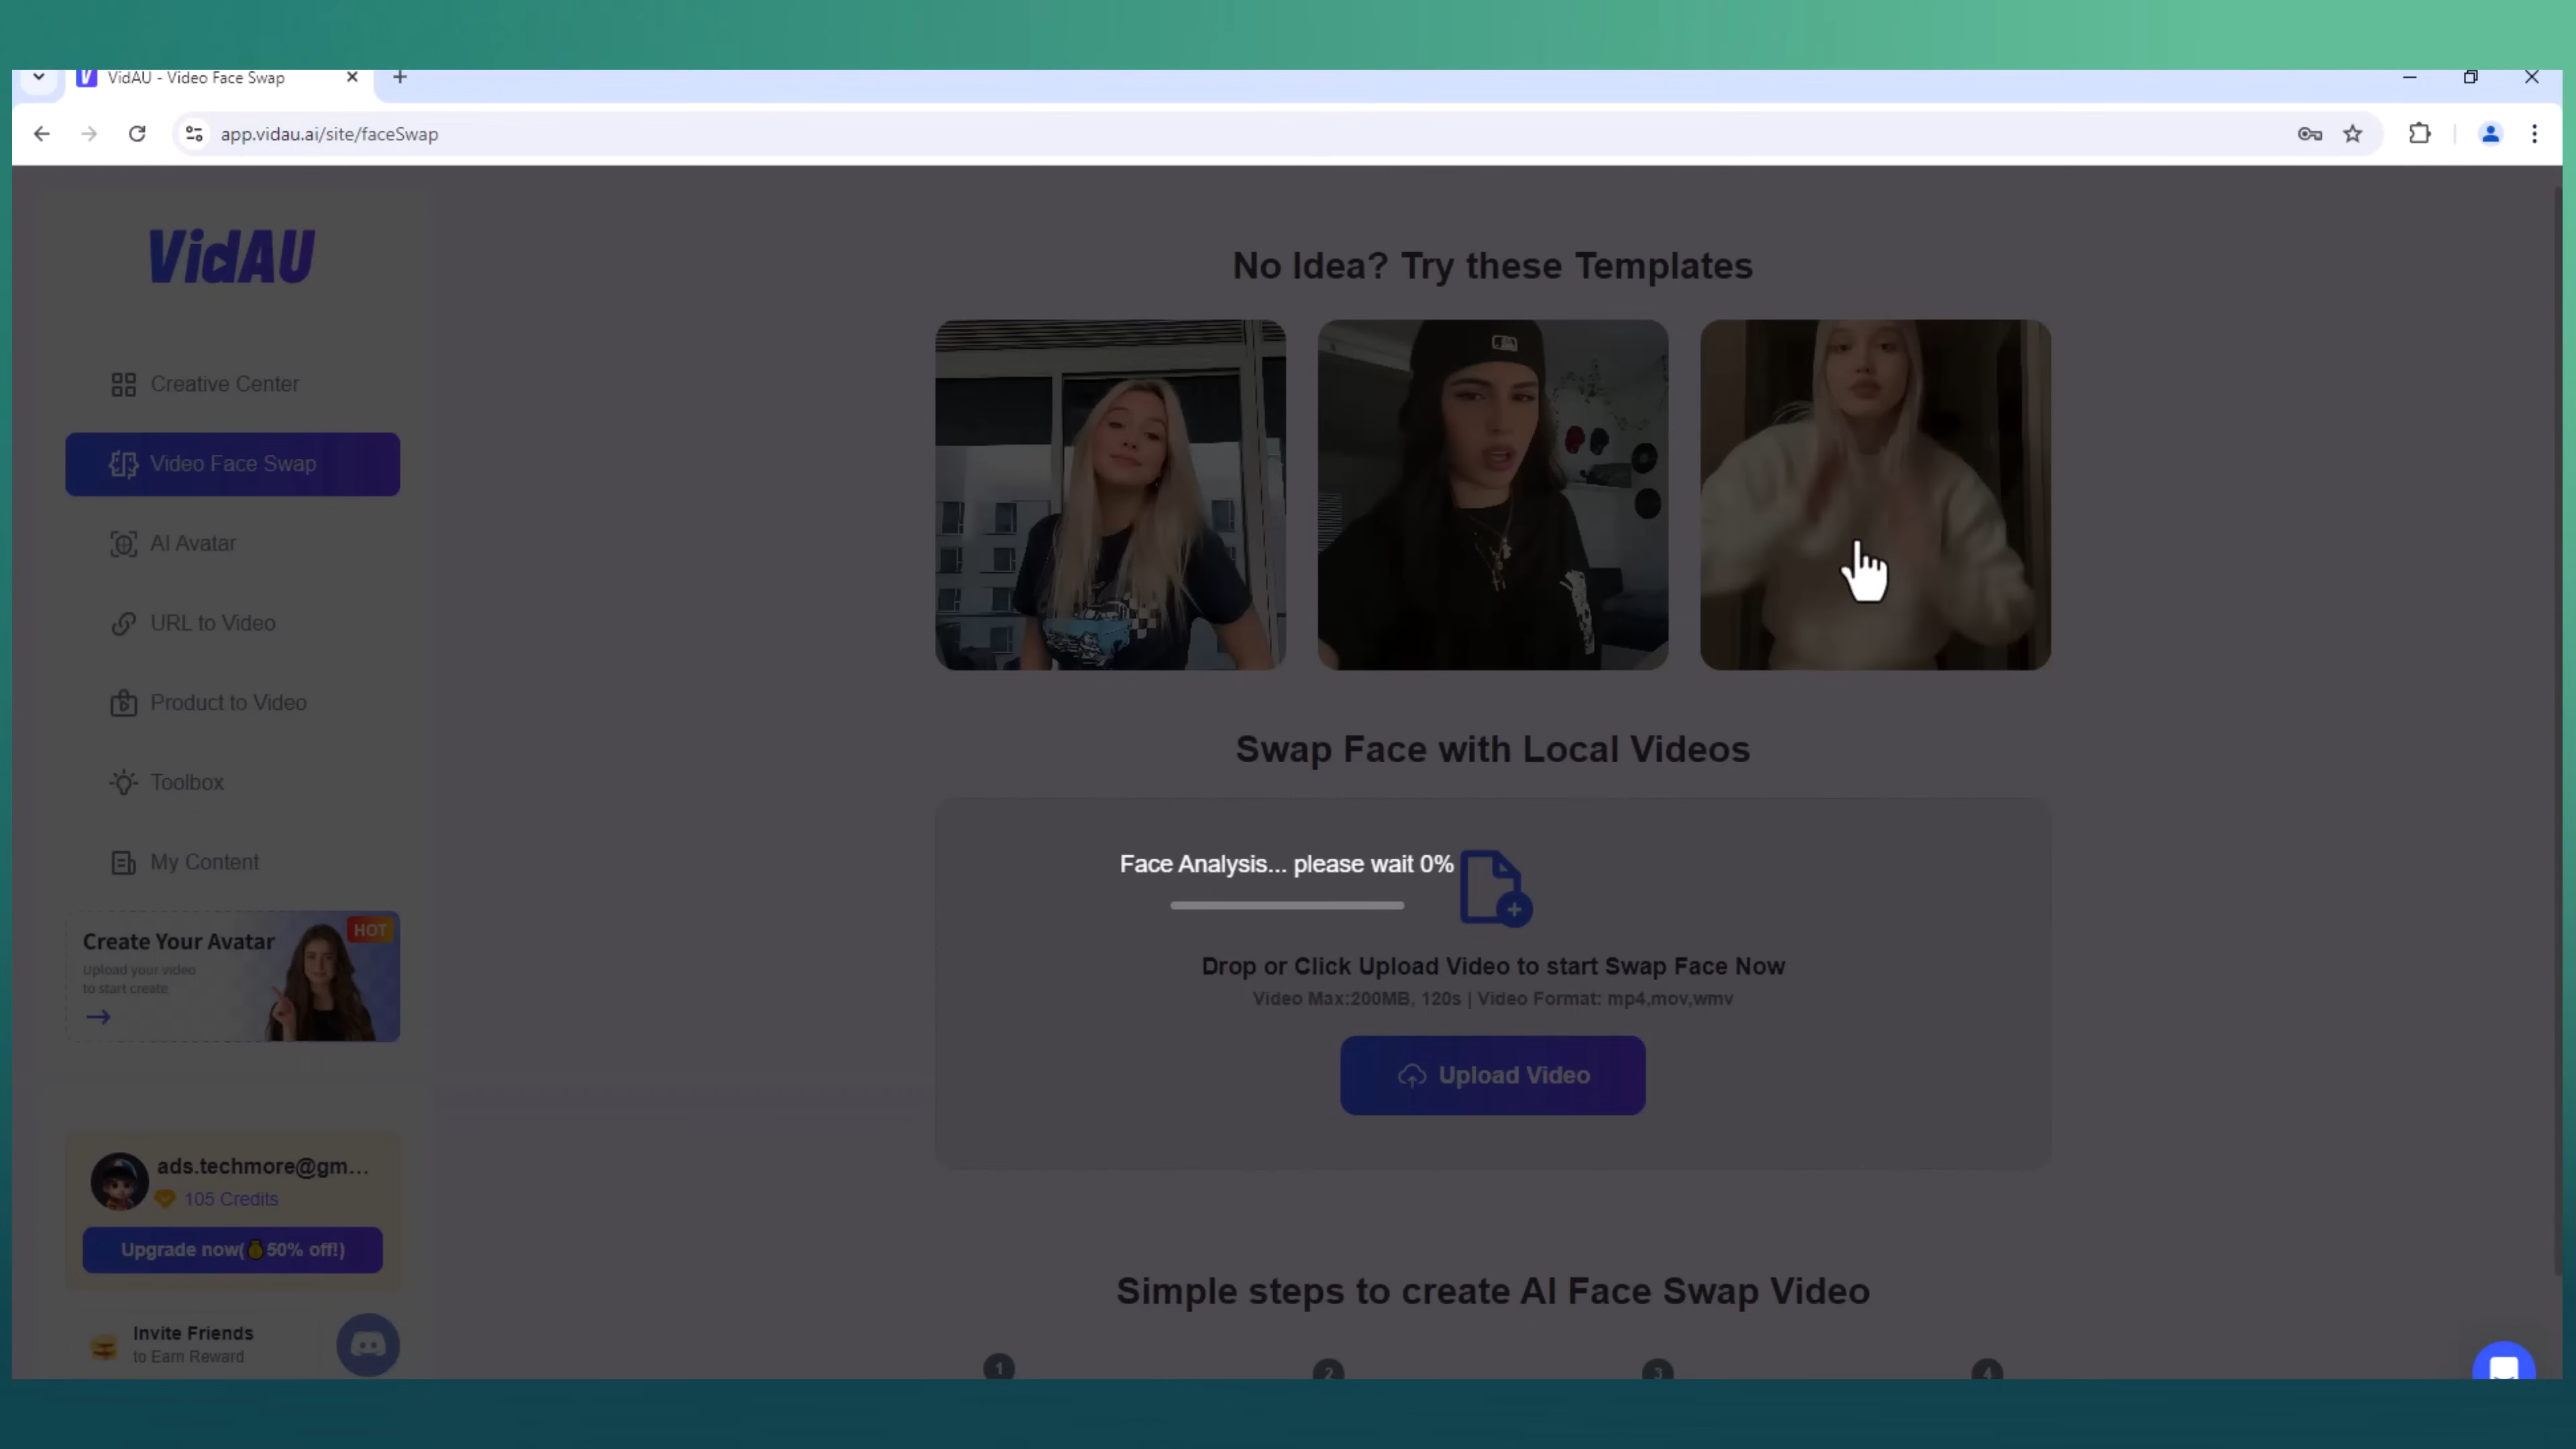 VidAU - Video Face Swap
app.vidau.ai/site/faceSwap
VidAU
Creative Center
Video Face Swap
AI Avatar
URL to Video
Product to Video
Toolbox
My Content
Create Your Avatar
HOT
Upload your video
to start create
ads.techmore@gm...
105 Credits
Upgrade now(50% off!)
Invite Friends
to Earn Reward
No Idea? Try these Templates
Swap Face with Local Videos
Face Analysis... please wait 0%
Drop or Click Upload Video to start Swap Face Now
Video Max:200MB, 120s | Video Format: mp4,mov,wmv
Upload Video
Simple steps to create AI Face Swap Video
1 2 3 4